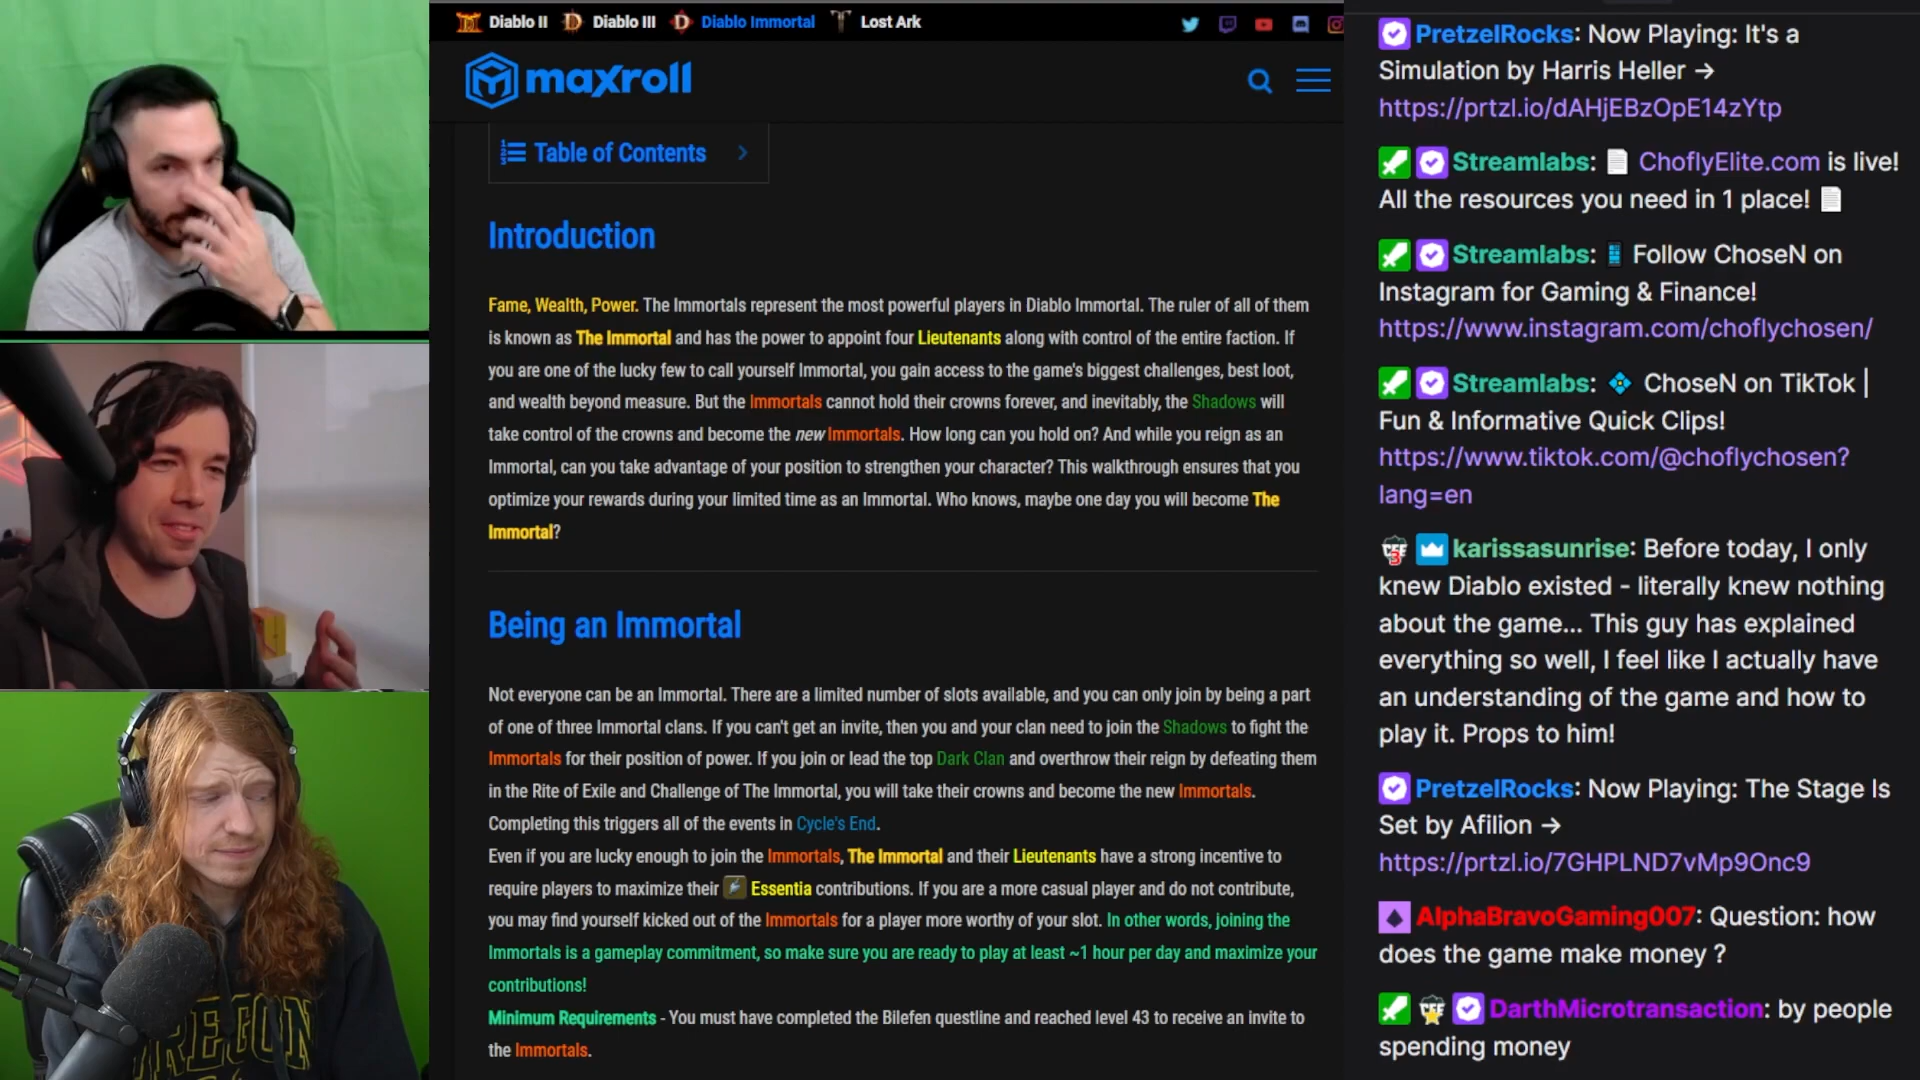 Diablo II Diablo III Diablo Immortal Lost Ark
maxroll
Table of Contents
Introduction
Fame, Wealth, Power. The Immortals represent the most powerful players in Diablo Immortal. The ruler of all of them
is known as The Immortal and has the power to appoint four Lieutenants along with control of the entire faction. If
you are one of the lucky few to call yourself Immortal, you gain access to the game's biggest challenges, best loot,
and wealth beyond measure. But the Immortals cannot hold their crowns forever, and inevitably, the Shadows will
take control of the crowns and become the new Immortals. How long can you hold on? And while you reign as an
Immortal, can you take advantage of your position to strengthen your character? This walkthrough ensures that you
optimize your rewards during your limited time as an Immortal. Who knows, maybe one day you will become The
Immortal?
Being an Immortal
Not everyone can be an Immortal. There are a limited number of slots available, and you can only join by being a part
of one of three Immortal clans. If you can't get an invite, then you and your clan need to join the Shadows to fight the
Immortals for their position of power. If you join or lead the top Dark Clan and overthrow their reign by defeating them
in the Rite of Exile and Challenge of The Immortal, you will take their crowns and become the new Immortals.
Completing this triggers all of the events in Cycle's End.
Even if you are lucky enough to join the Immortals, The Immortal and their Lieutenants have a strong incentive to
require players to maximize their Essentia contributions. If you are a more casual player and do not contribute,
you may find yourself kicked out of the Immortals for a player more worthy of your slot. In other words, joining the
Immortals is a gameplay commitment, so make sure you are ready to play at least ~1 hour per day and maximize your
contributions!
Minimum Requirements - You must have completed the Bilefen questline and reached level 43 to receive an invite to
the Immortals.
PretzelRocks: Now Playing: It's a
Simulation by Harris Heller →
https://prtzl.io/dAHjEBzOpE14zYtp
Streamlabs: ChoflyElite.com is live!
All the resources you need in 1 place!
Streamlabs: Follow ChoseN on
Instagram for Gaming & Finance!
https://www.instagram.com/choflychosen/
Streamlabs: ChoseN on TikTok |
Fun & Informative Quick Clips!
https://www.tiktok.com/@choflychosen?
lang=en
karissasunrise: Before today, I only
knew Diablo existed - literally knew nothing
about the game... This guy has explained
everything so well, I feel like I actually have
an understanding of the game and how to
play it. Props to him!
PretzelRocks: Now Playing: The Stage Is
Set by Afilion →
https://prtzl.io/7GHPLND7vMp9Onc9
AlphaBravoGaming007: Question: how
does the game make money ?
DarthMicrotransaction: by people
spending money
OREGON